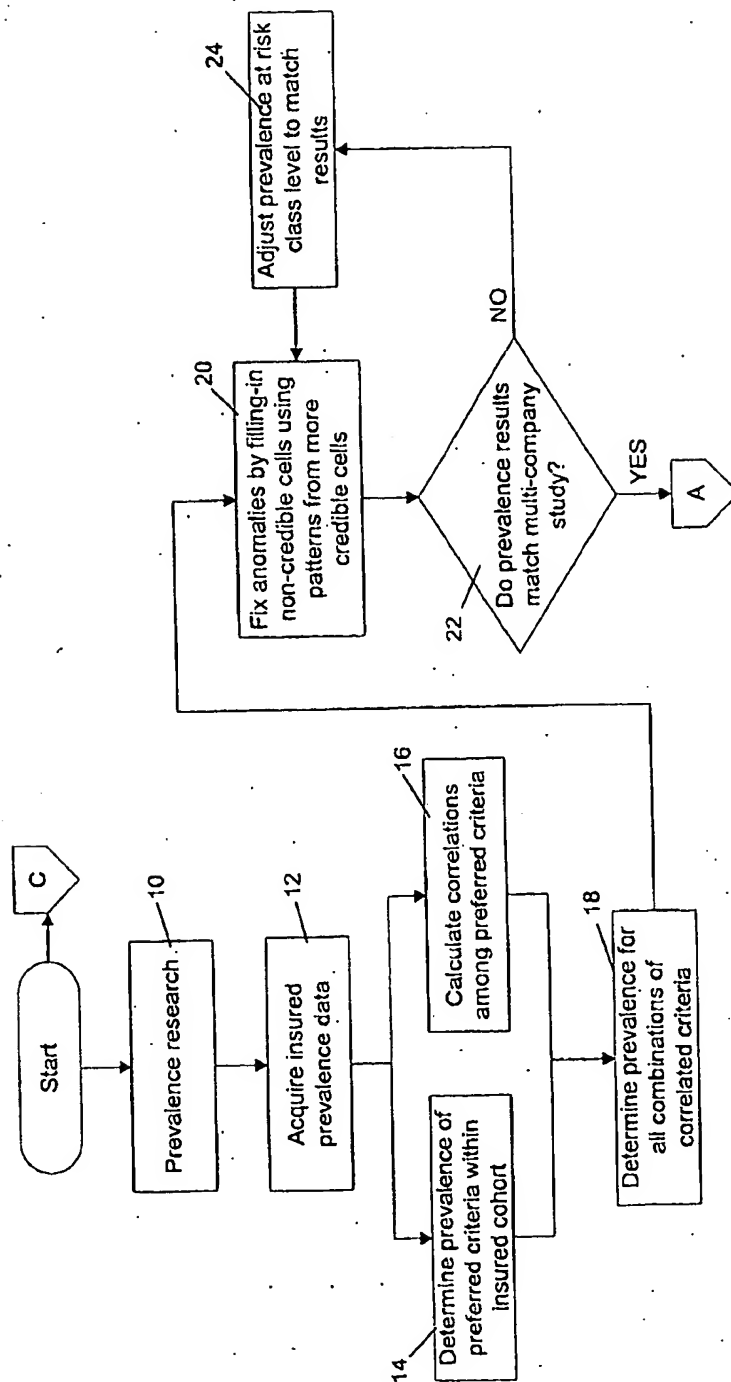 Start
C
10
Prevalence research
12
Acquire insured
prevalence data
14
Determine prevalence of
preferred criteria within
insured cohort
16
Calculate correlations
among preferred criteria
18
Determine prevalence for
all combinations of
correlated criteria
20
Fix anomalies by filling-in
non-credible cells using
patterns from more
credible cells
22
Do prevalence results
match multi-company
study?
NO
YES
A
24
Adjust prevalence at risk
class level to match
results